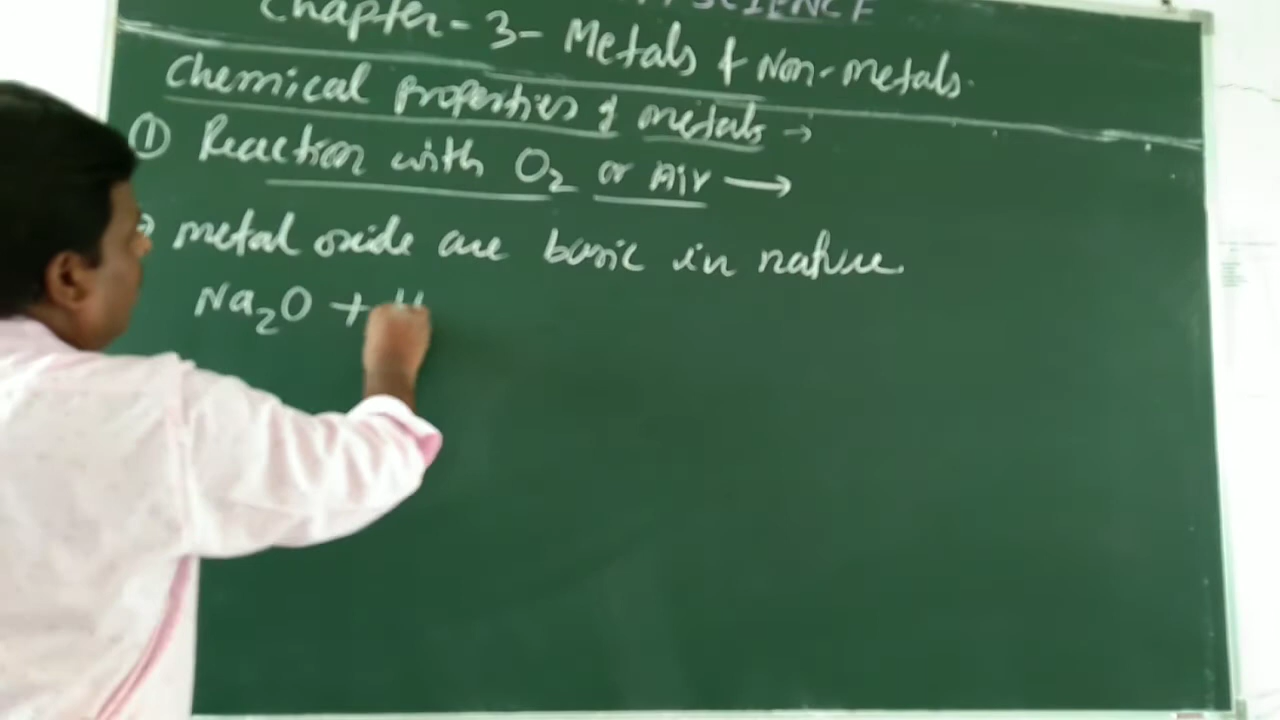 SCIENCE
Chapter - 3 - Metals & Non-metals.
Chemical properties of metals →
① Reaction with O₂ or Air →
metal oxide are basic in nature.
Na₂O + H